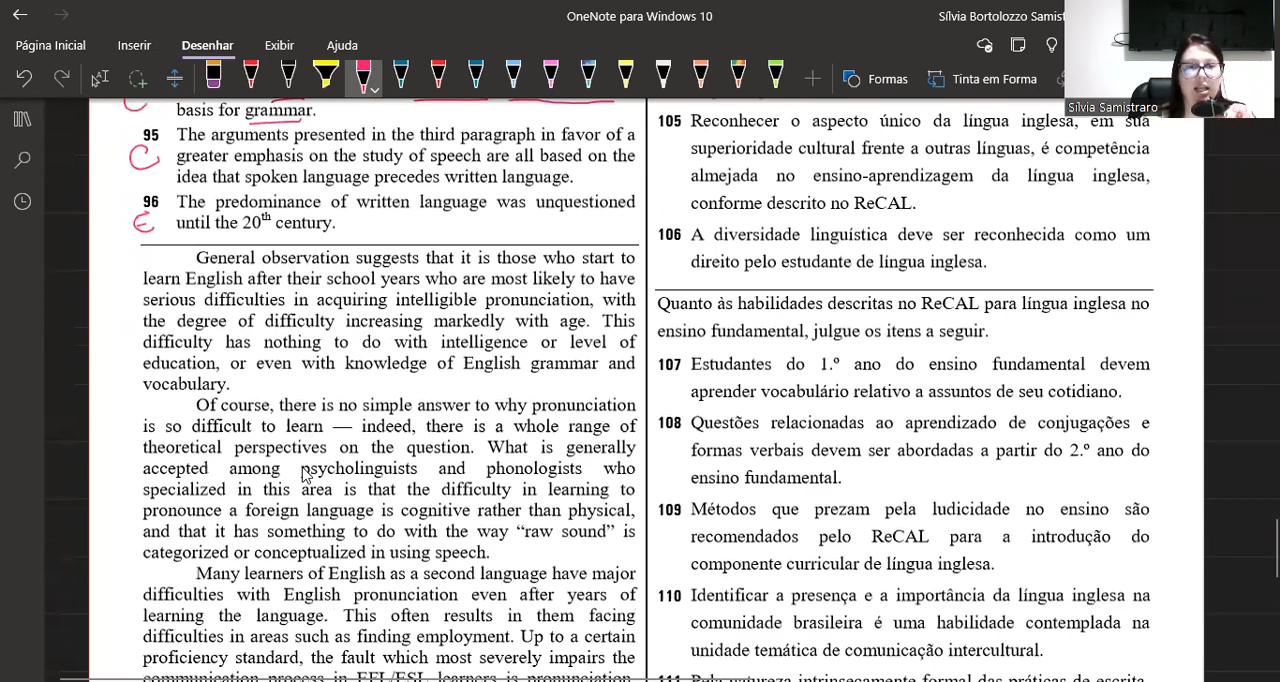 OneNote para Windows 10
Sílvia Bortolozzo Samist
Página Inicial Inserir Desenhar Exibir Ajuda
Formas Tinta em Forma
Sílvia Samistraro
basis for grammar.
95 The arguments presented in the third paragraph in favor of a
C greater emphasis on the study of speech are all based on the
idea that spoken language precedes written language.
96 The predominance of written language was unquestioned
E until the 20th century.
General observation suggests that it is those who start to
learn English after their school years who are most likely to have
serious difficulties in acquiring intelligible pronunciation, with
the degree of difficulty increasing markedly with age. This
difficulty has nothing to do with intelligence or level of
education, or even with knowledge of English grammar and
vocabulary.
Of course, there is no simple answer to why pronunciation
is so difficult to learn — indeed, there is a whole range of
theoretical perspectives on the question. What is generally
accepted among psycholinguists and phonologists who
specialized in this area is that the difficulty in learning to
pronounce a foreign language is cognitive rather than physical,
and that it has something to do with the way “raw sound” is
categorized or conceptualized in using speech.
Many learners of English as a second language have major
difficulties with English pronunciation even after years of
learning the language. This often results in them facing
difficulties in areas such as finding employment. Up to a certain
proficiency standard, the fault which most severely impairs the
communication process in EFL/ESL learners is pronunciation,
105 Reconhecer o aspecto único da língua inglesa, em sua
superioridade cultural frente a outras línguas, é competência
almejada no ensino-aprendizagem da língua inglesa,
conforme descrito no ReCAL.
106 A diversidade linguística deve ser reconhecida como um
direito pelo estudante de língua inglesa.
Quanto às habilidades descritas no ReCAL para língua inglesa no
ensino fundamental, julgue os itens a seguir.
107 Estudantes do 1.º ano do ensino fundamental devem
aprender vocabulário relativo a assuntos de seu cotidiano.
108 Questões relacionadas ao aprendizado de conjugações e
formas verbais devem ser abordadas a partir do 2.º ano do
ensino fundamental.
109 Métodos que prezam pela ludicidade no ensino são
recomendados pelo ReCAL para a introdução do
componente curricular de língua inglesa.
110 Identificar a presença e a importância da língua inglesa na
comunidade brasileira é uma habilidade contemplada na
unidade temática de comunicação intercultural.
111 Pela natureza intrinsecamente formal das práticas de escrita,